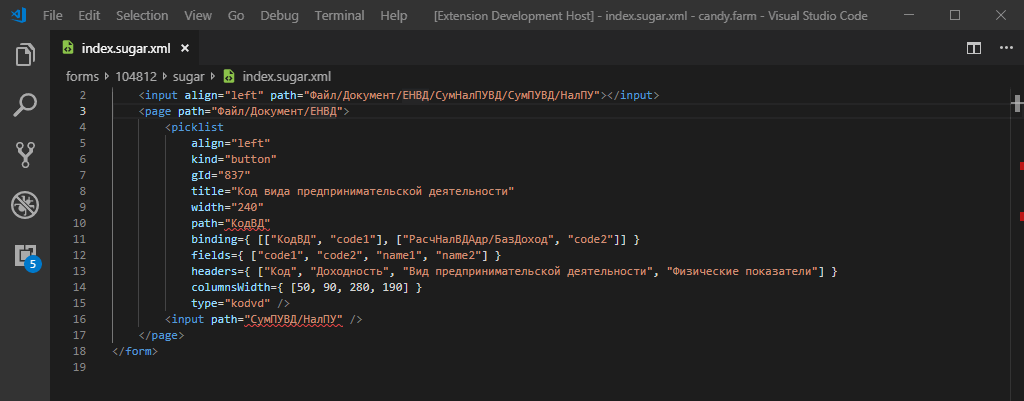 File Edit Selection View Go Debug Terminal Help [Extension Development Host] - index.sugar.xml - candy.farm - Visual Studio Code
index.sugar.xml ×
forms 104812 sugar index.sugar.xml
2 <input align="left" path="Файл/Документ/ЕНВД/СумНалПУВД/СумПУВД/НалПУ"></input>
3 <page path="Файл/Документ/ЕНВД">
4 <picklist
5 align="left"
6 kind="button"
7 gId="837"
8 title="Код вида предпринимательской деятельности"
9 width="240"
10 path="КодВД"
11 binding={ [["КодВД", "code1"], ["РасчНалВДАдр/БазДоход", "code2"]] }
12 fields={ ["code1", "code2", "name1", "name2"] }
13 headers={ ["Код", "Доходность", "Вид предпринимательской деятельности", "Физические показатели"] }
14 columnsWidth={ [50, 90, 280, 190] }
15 type="kodvd" />
16 <input path="СумПУВД/НалПУ" />
17 </page>
18 </form>
19
5